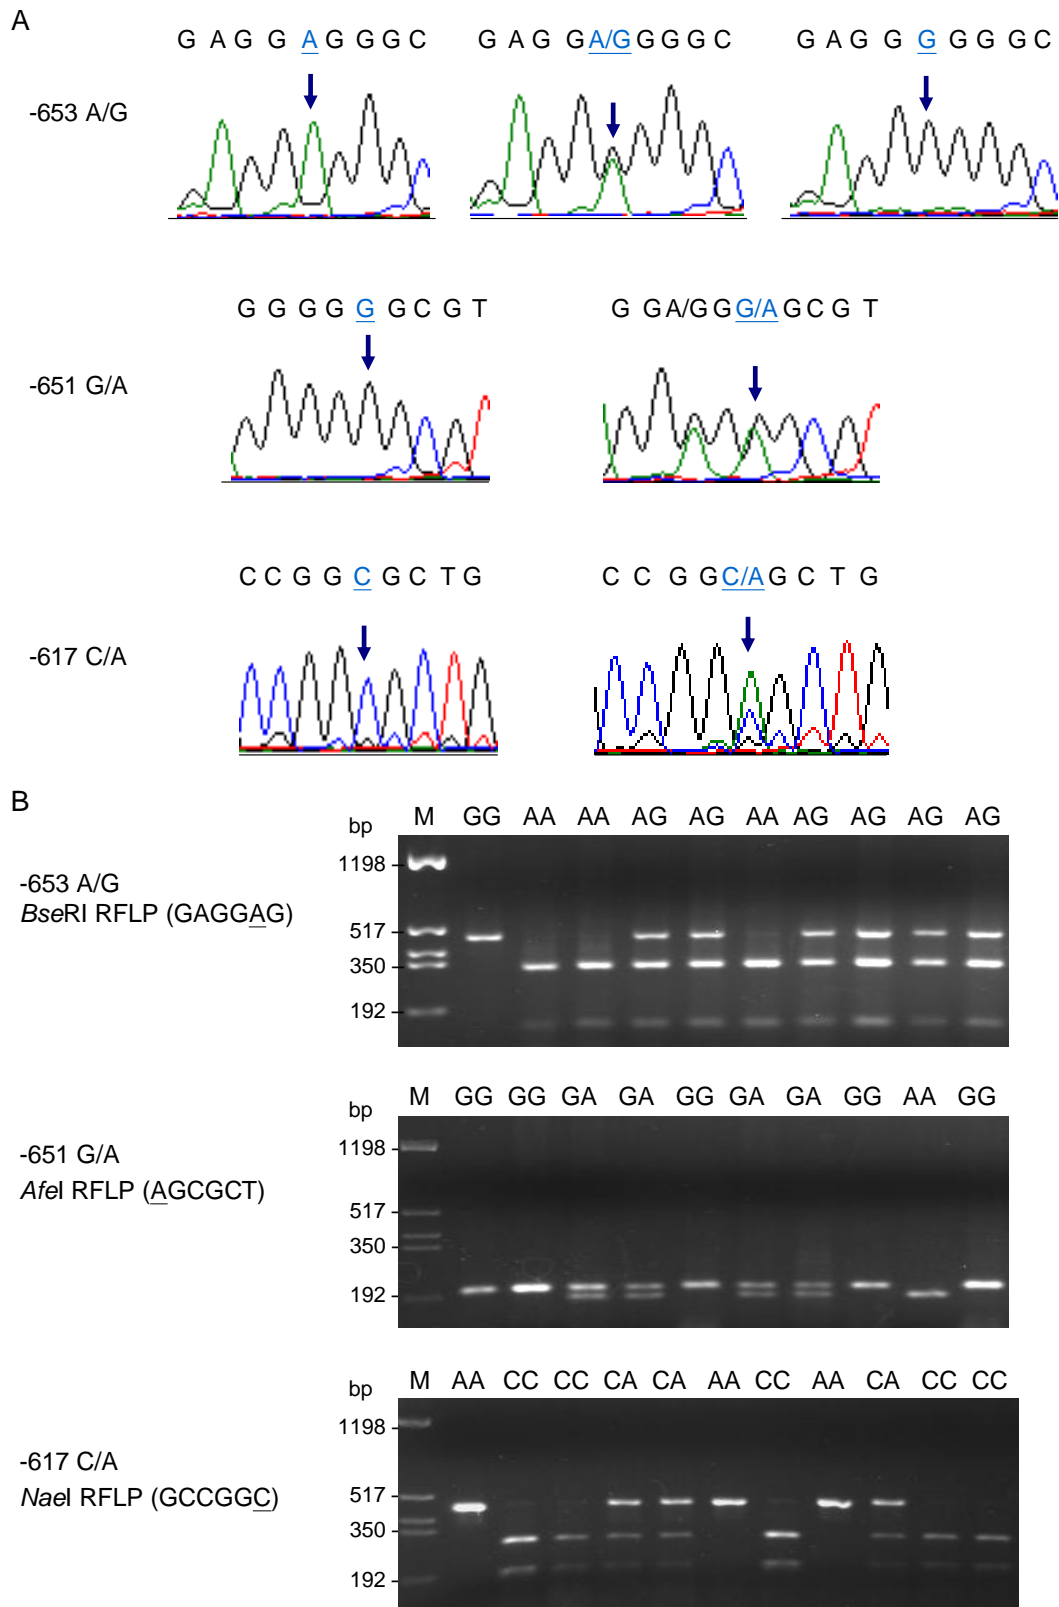 A
G A G G A G G G C
G A G G A/G G G G C
G A G G G G G G C
-653 A/G
G G G G G G C G T
G G A/G G G/A G C G T
-651 G/A
C C G G C G C T G
C C G G C/A G C T G
-617 C/A
B
bp M GG AA AA AG AG AA AG AG AG AG
1198
-653 A/G
BseRI RFLP (GAGGAG)
517
350
192
bp M GG GG GA GA GG GA GA GG AA GG
1198
-651 G/A
AfeI RFLP (AGCGCT)
517
350
192
bp M AA CC CC CA CA AA CC AA CA CC CC
1198
-617 C/A
NaeI RFLP (GCCGGC)
517
350
192